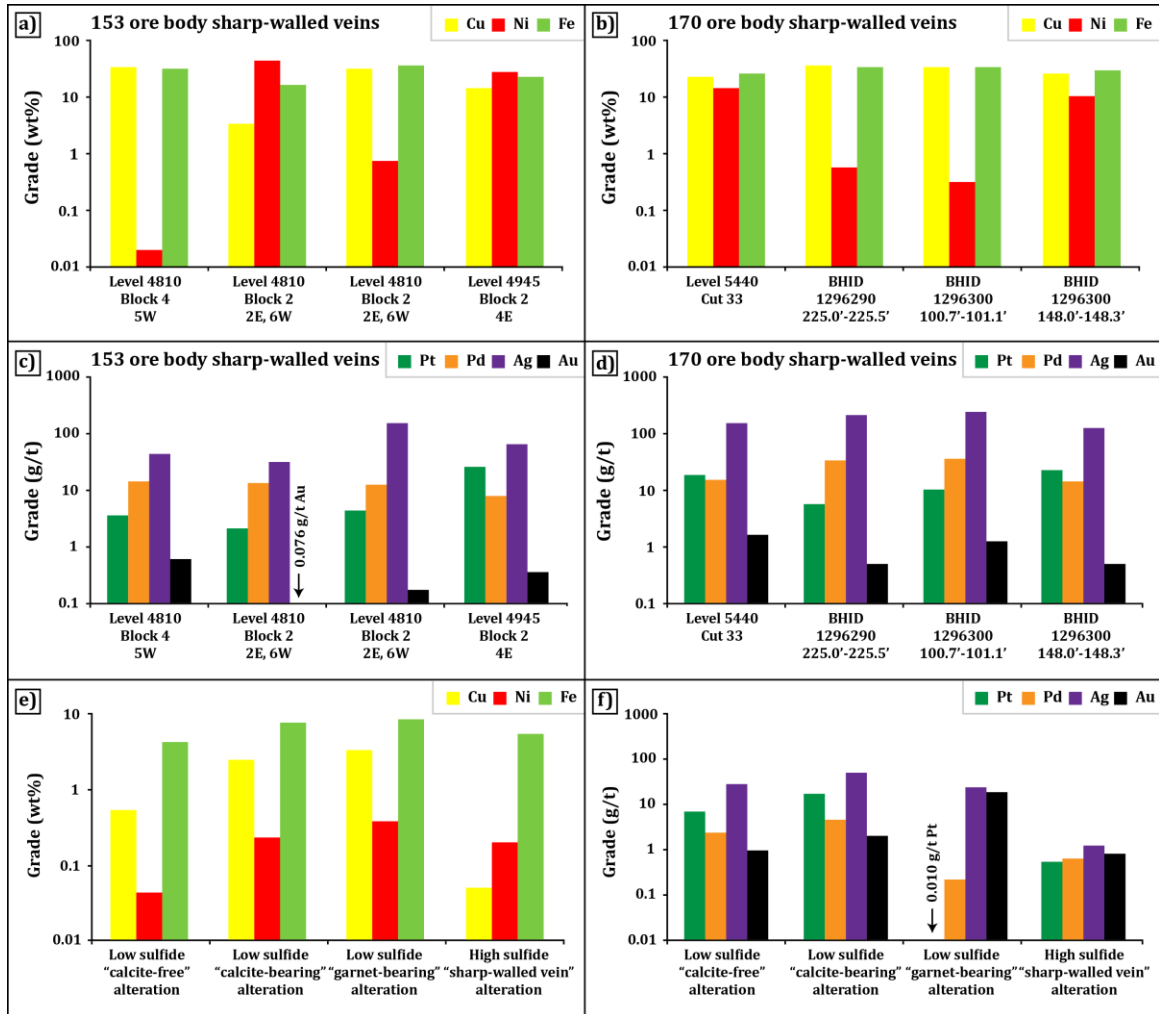 a) 153 ore body sharp-walled veins
Cu Ni Fe
Grade (wt%)
100
10
1
0.1
0.01
Level 4810 Level 4810 Level 4810 Level 4945
Block 4 Block 2 Block 2 Block 2
5W 2E, 6W 2E, 6W 4E
b) 170 ore body sharp-walled veins
Cu Ni Fe
Grade (wt%)
100
10
1
0.1
0.01
Level 5440 BHID BHID BHID
Cut 33 1296290 1296300 1296300
225.0’-225.5’ 100.7’-101.1’ 148.0’-148.3’
c) 153 ore body sharp-walled veins
Pt Pd Ag Au
Grade (g/t)
1000
100
10
1
0.1
0.076 g/t Au
Level 4810 Level 4810 Level 4810 Level 4945
Block 4 Block 2 Block 2 Block 2
5W 2E, 6W 2E, 6W 4E
d) 170 ore body sharp-walled veins
Pt Pd Ag Au
Grade (g/t)
1000
100
10
1
0.1
Level 5440 BHID BHID BHID
Cut 33 1296290 1296300 1296300
225.0’-225.5’ 100.7’-101.1’ 148.0’-148.3’
e)
Cu Ni Fe
Grade (wt%)
10
1
0.1
0.01
Low sulfide Low sulfide Low sulfide High sulfide
“calcite-free” “calcite-bearing” “garnet-bearing” “sharp-walled vein”
alteration alteration alteration alteration
f)
Pt Pd Ag Au
Grade (g/t)
1000
100
10
1
0.1
0.01
0.010 g/t Pt
Low sulfide Low sulfide Low sulfide High sulfide
“calcite-free” “calcite-bearing” “garnet-bearing” “sharp-walled vein”
alteration alteration alteration alteration